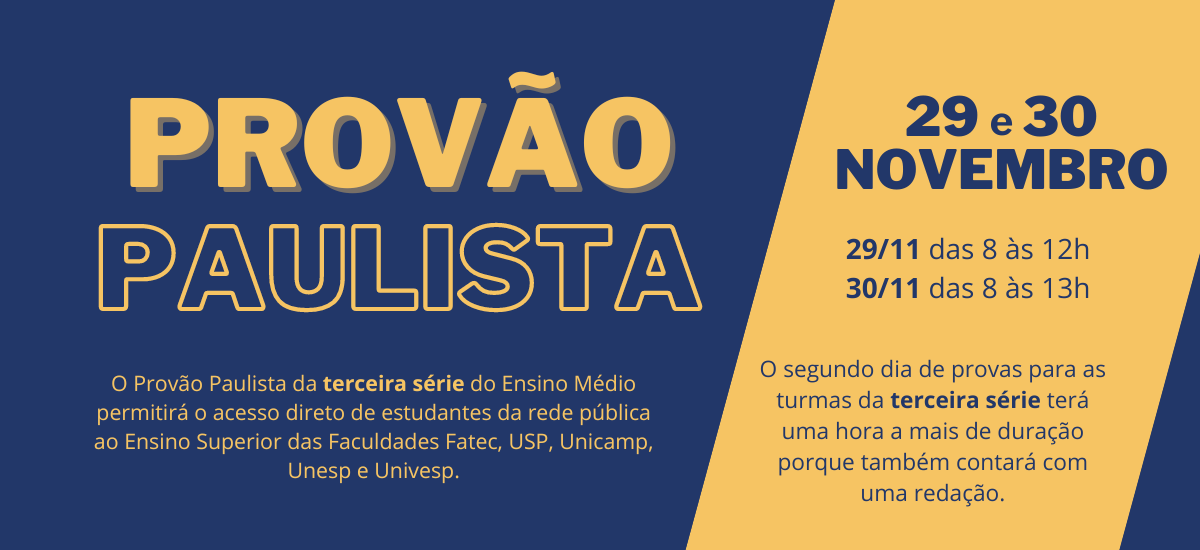 PROVÃO
PAULISTA
O Provão Paulista da terceira série do Ensino Médio
permitirá o acesso direto de estudantes da rede pública
ao Ensino Superior das Faculdades Fatec, USP, Unicamp,
Unesp e Univesp.
29 e 30
NOVEMBRO
29/11 das 8 às 12h
30/11 das 8 às 13h
O segundo dia de provas para as
turmas da terceira série terá
uma hora a mais de duração
porque também contará com
uma redação.